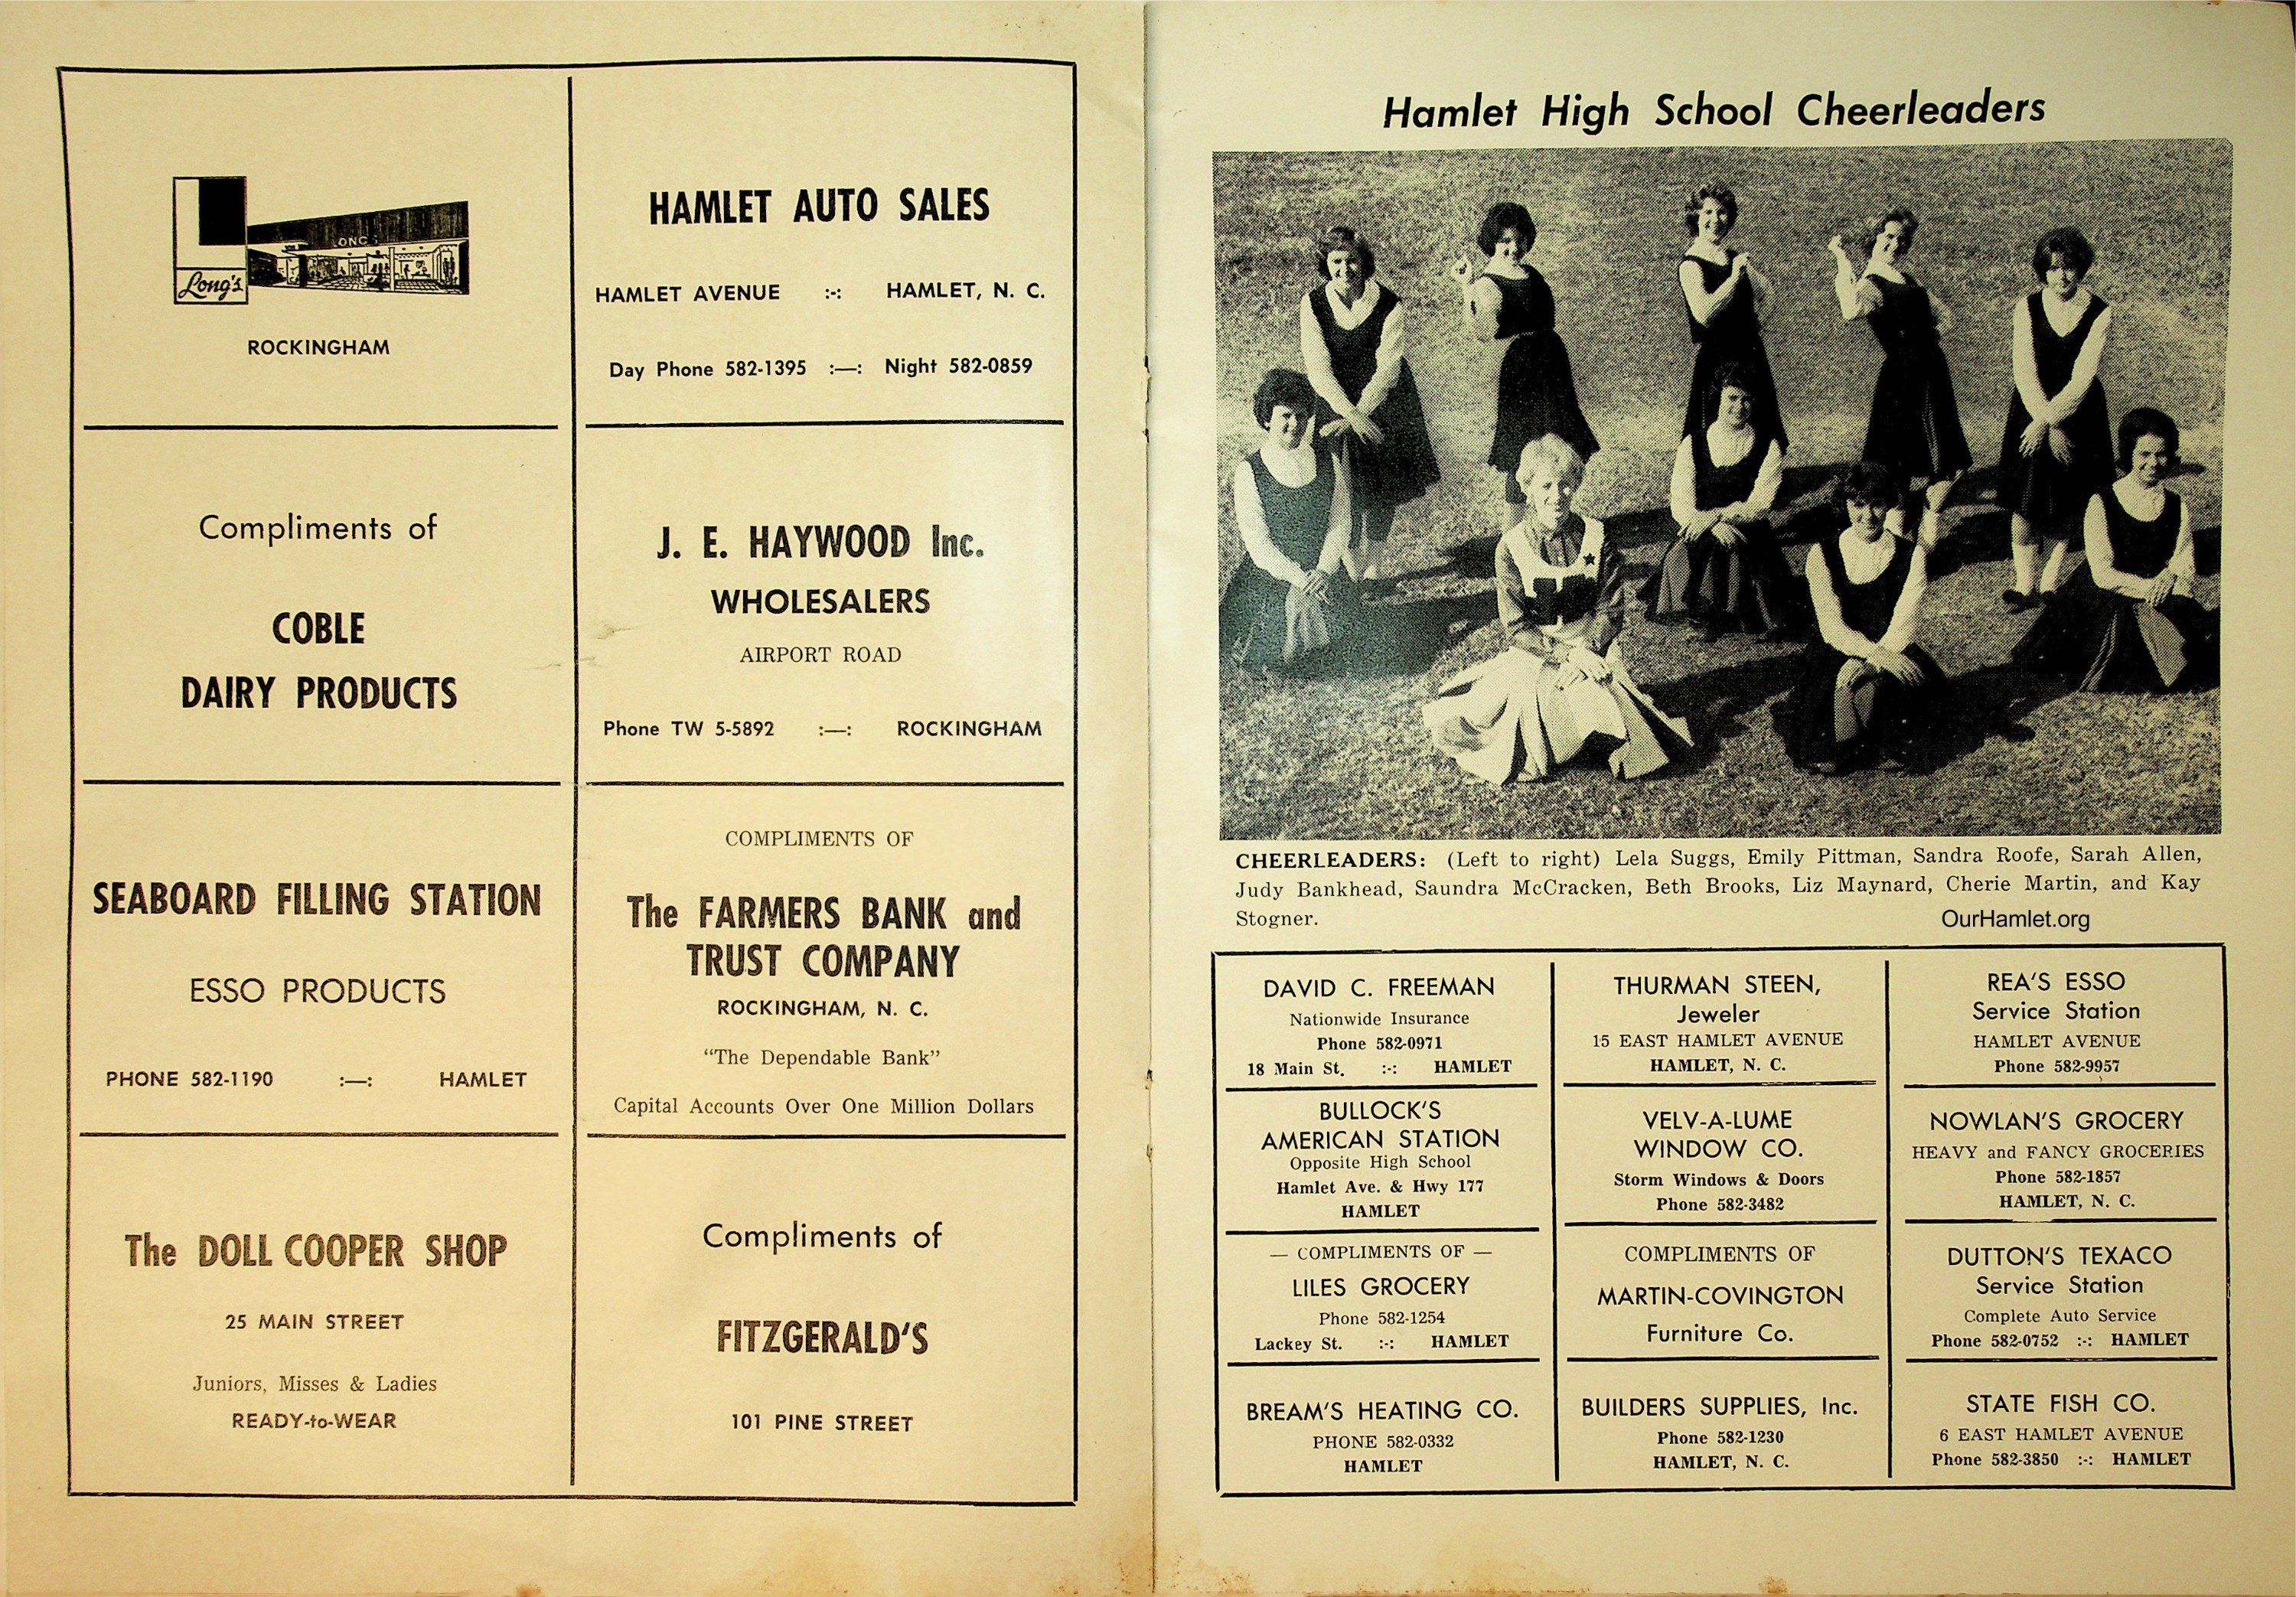 Long's
ROCKINGHAM
HAMLET AUTO SALES
HAMLET AVENUE :-: HAMLET, N. C.
Day Phone 582-1395 :—: Night 582-0859
Compliments of
COBLE
DAIRY PRODUCTS
J. E. HAYWOOD Inc.
WHOLESALERS
AIRPORT ROAD
Phone TW 5-5892 :—: ROCKINGHAM
SEABOARD FILLING STATION
ESSO PRODUCTS
PHONE 582-1190 :—: HAMLET
COMPLIMENTS OF
The FARMERS BANK and
TRUST COMPANY
ROCKINGHAM, N. C.
"The Dependable Bank"
Capital Accounts Over One Million Dollars
The DOLL COOPER SHOP
25 MAIN STREET
Juniors, Misses & Ladies
READY-to-WEAR
Compliments of
FITZGERALD'S
101 PINE STREET
Hamlet High School Cheerleaders
CHEERLEADERS: (Left to right) Lela Suggs, Emily Pittman, Sandra Roofe, Sarah Allen,
Judy Bankhead, Saundra McCracken, Beth Brooks, Liz Maynard, Cherie Martin, and Kay
Stogner.
OurHamlet.org
DAVID C. FREEMAN
Nationwide Insurance
Phone 582-0971
18 Main St. :-: HAMLET
THURMAN STEEN,
Jeweler
15 EAST HAMLET AVENUE
HAMLET, N. C.
REA'S ESSO
Service Station
HAMLET AVENUE
Phone 582-9957
BULLOCK'S
AMERICAN STATION
Opposite High School
Hamlet Ave. & Hwy 177
HAMLET
VELV-A-LUME
WINDOW CO.
Storm Windows & Doors
Phone 582-3482
NOWLAN'S GROCERY
HEAVY and FANCY GROCERIES
Phone 582-1857
HAMLET, N. C.
— COMPLIMENTS OF —
LILES GROCERY
Phone 582-1254
Lackey St. :-: HAMLET
COMPLIMENTS OF
MARTIN-COVINGTON
Furniture Co.
DUTTON'S TEXACO
Service Station
Complete Auto Service
Phone 582-0752 :-: HAMLET
BREAM'S HEATING CO.
PHONE 582-0332
HAMLET
BUILDERS SUPPLIES, Inc.
Phone 582-1230
HAMLET, N. C.
STATE FISH CO.
6 EAST HAMLET AVENUE
Phone 582-3850 :-: HAMLET